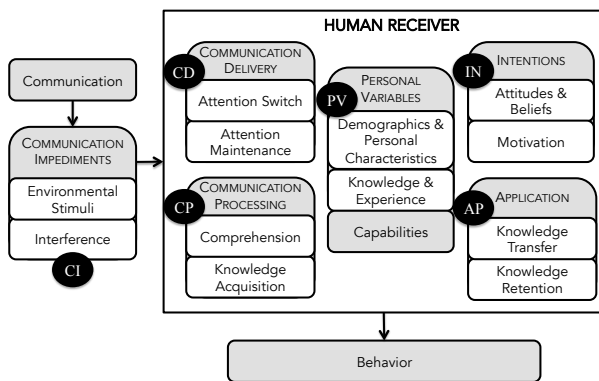 HUMAN RECEIVER
Communication
COMMUNICATION
IMPEDIMENTS
Environmental
Stimuli
Interference
CI
CD
COMMUNICATION
DELIVERY
Attention Switch
Attention
Maintenance
CP
COMMUNICATION
PROCESSING
Comprehension
Knowledge
Acquisition
PV
PERSONAL
VARIABLES
Demographics &
Personal
Characteristics
Knowledge &
Experience
Capabilities
IN
INTENTIONS
Attitudes &
Beliefs
Motivation
AP
APPLICATION
Knowledge
Transfer
Knowledge
Retention
Behavior